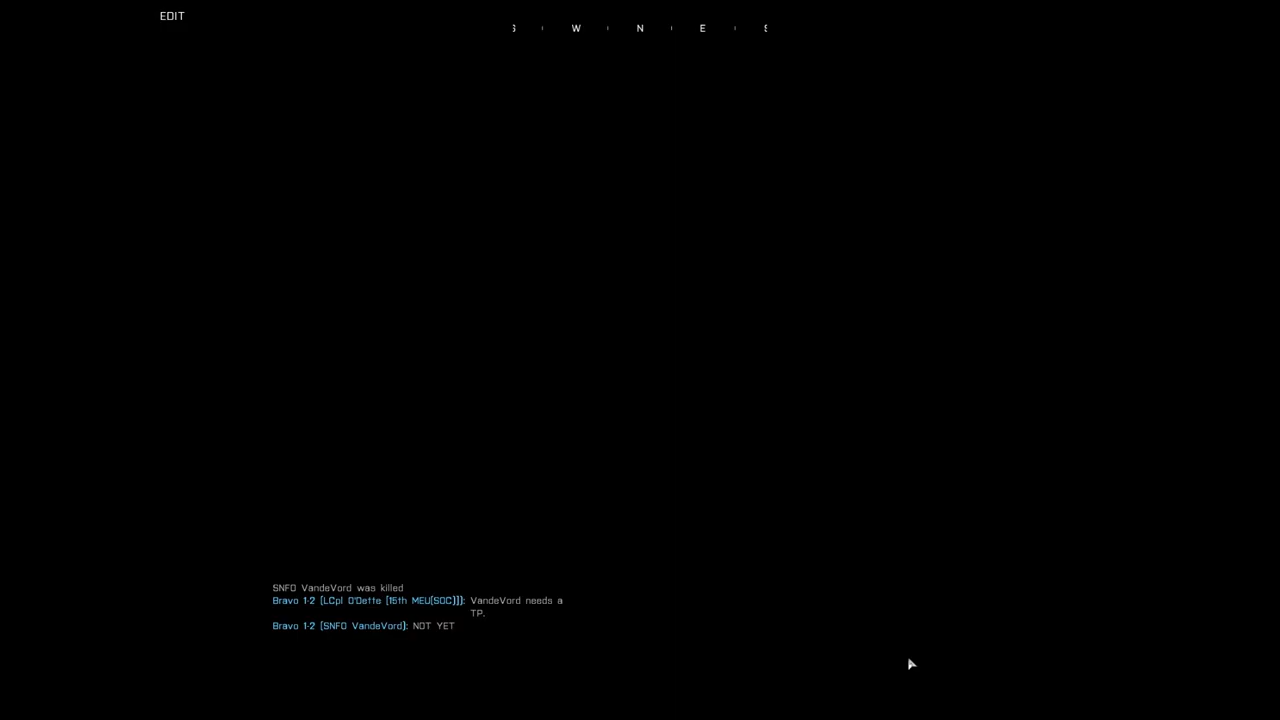 EDIT
S W N E S
SNFO VandeVord was killed
Bravo 1-2 (LCpl O'Dette [15th MEU(SOC)]): VandeVord needs a
TP.
Bravo 1-2 (SNFO VandeVord): NOT YET